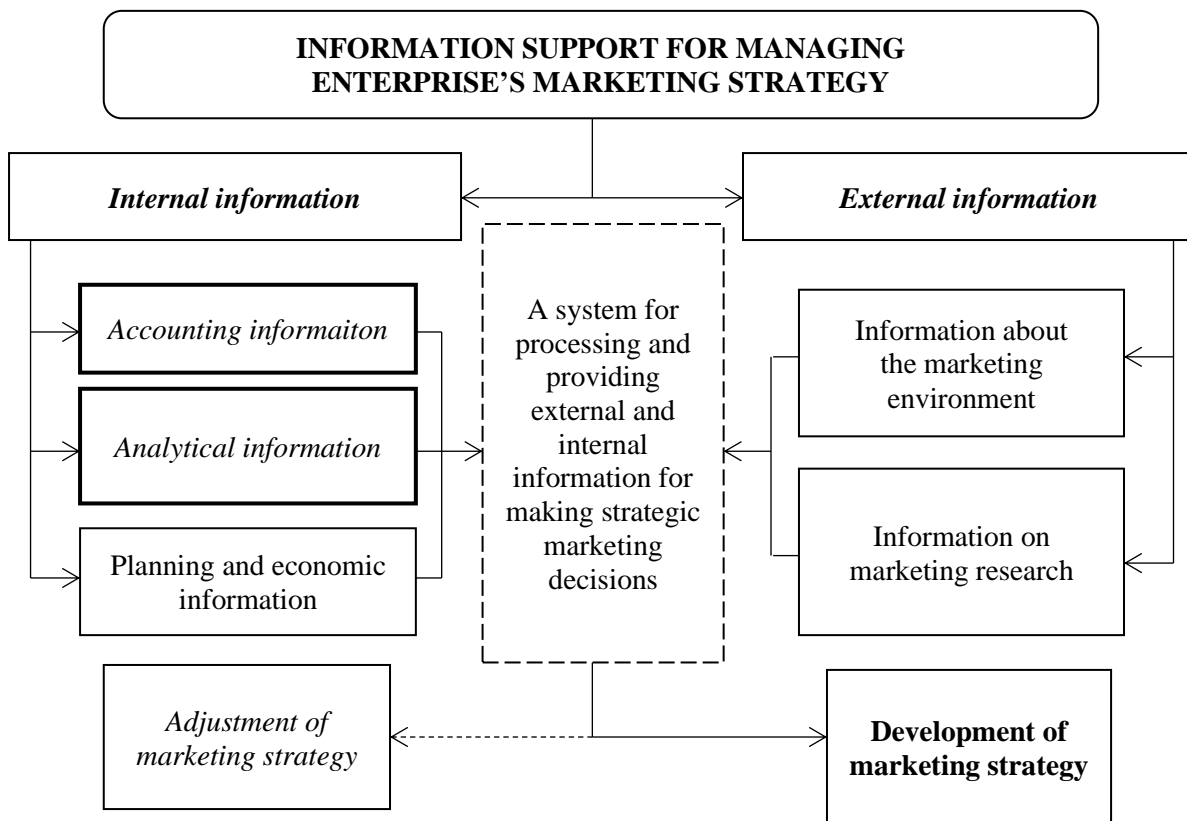 INFORMATION SUPPORT FOR MANAGING
ENTERPRISE’S MARKETING STRATEGY
Internal information
External information
Accounting informaiton
Analytical information
Planning and economic
information
A system for
processing and
providing
external and
internal
information for
making strategic
marketing
decisions
Information about
the marketing
environment
Information on
marketing research
Adjustment of
marketing strategy
Development of
marketing strategy